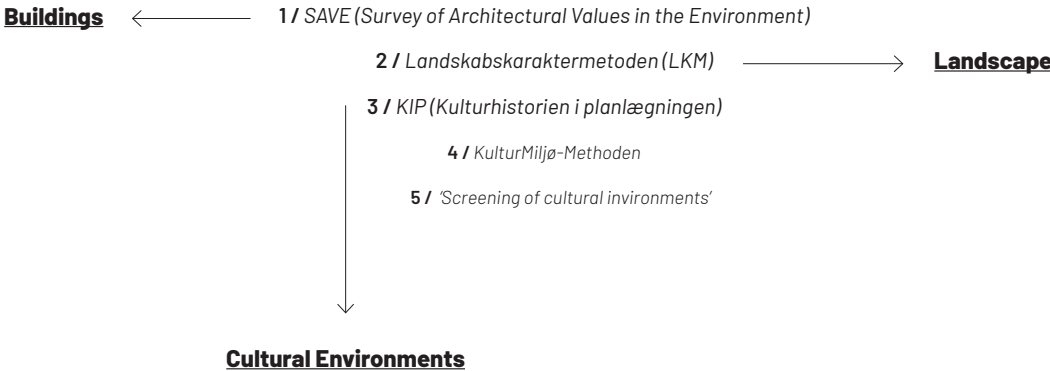 Buildings
1 / SAVE (Survey of Architectural Values in the Environment)
2 / Landskabskaraktermetoden (LKM)
Landscape
3 / KIP (Kulturhistorien i planlægningen)
4 / KulturMiljø-Methoden
5 / 'Screening of cultural invironments'
Cultural Environments